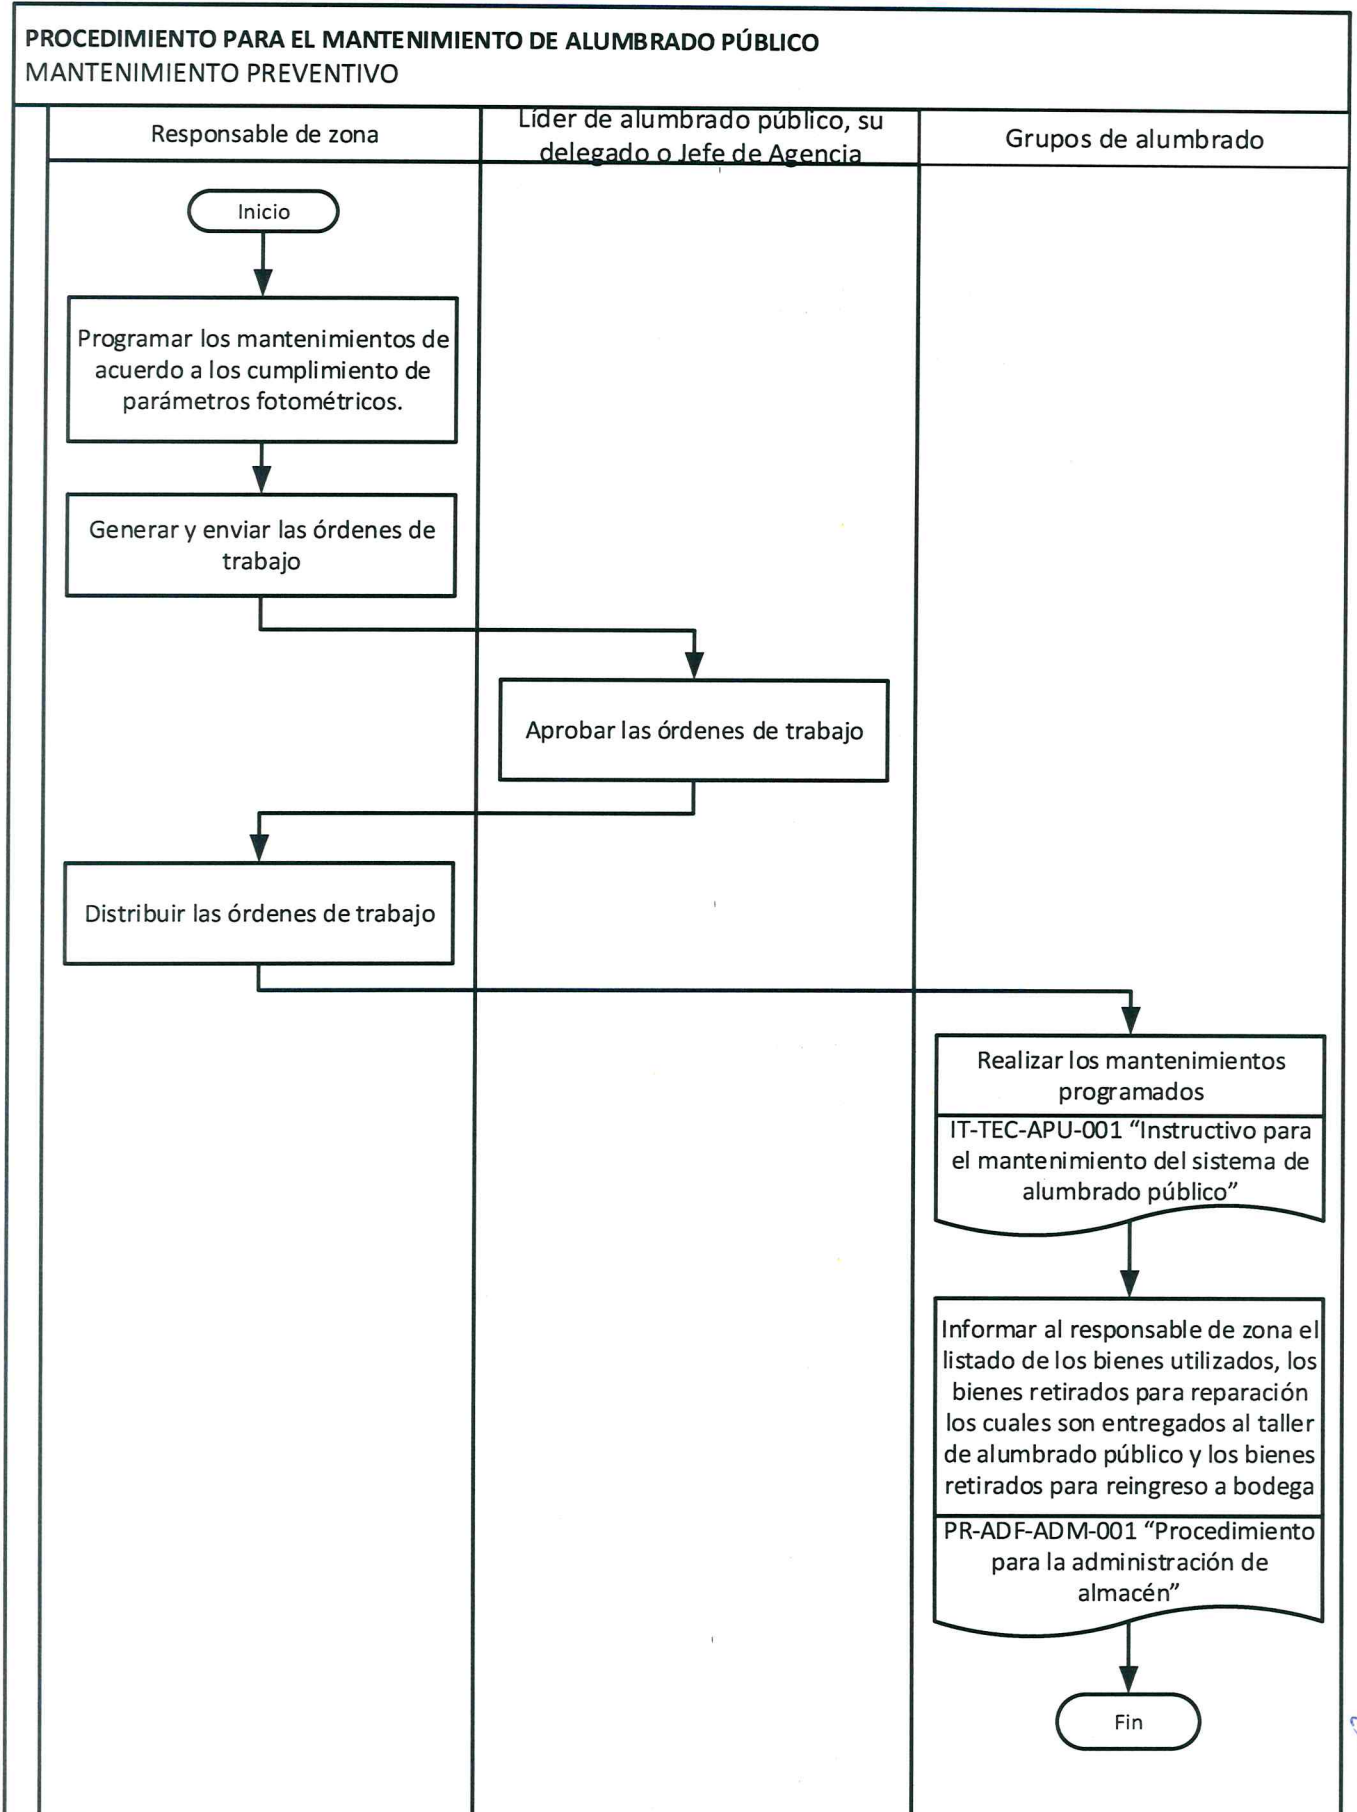 PROCEDIMIENTO PARA EL MANTENIMIENTO DE ALUMBRADO PÚBLICO
MANTENIMIENTO PREVENTIVO
Responsable de zona
Líder de alumbrado público, su
delegado o Jefe de Agencia
Grupos de alumbrado
Inicio
Programar los mantenimientos de
acuerdo a los cumplimiento de
parámetros fotométricos.
Generar y enviar las órdenes de
trabajo
Aprobar las órdenes de trabajo
Distribuir las órdenes de trabajo
Realizar los mantenimientos
programados
IT-TEC-APU-001 “Instructivo para
el mantenimiento del sistema de
alumbrado público”
Informar al responsable de zona el
listado de los bienes utilizados, los
bienes retirados para reparación
los cuales son entregados al taller
de alumbrado público y los bienes
retirados para reingreso a bodega
PR-ADF-ADM-001 “Procedimiento
para la administración de
almacén”
Fin